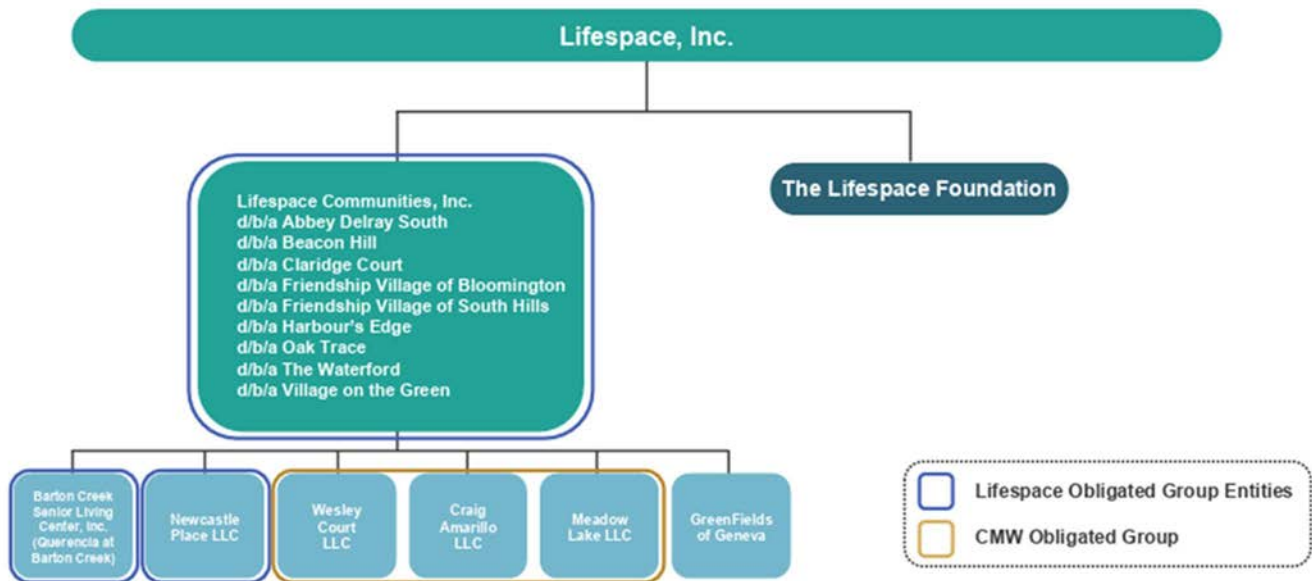 Lifespace, Inc.
The Lifespace Foundation
Lifespace Communities, Inc.
d/b/a Abbey Delray South
d/b/a Beacon Hill
d/b/a Claridge Court
d/b/a Friendship Village of Bloomington
d/b/a Friendship Village of South Hills
d/b/a Harbour's Edge
d/b/a Oak Trace
d/b/a The Waterford
d/b/a Village on the Green
Barton Creek
Senior Living
Center, Inc.
(Querencia at
Barton Creek)
Newcastle
Place LLC
Wesley
Court
LLC
Craig
Amarillo
LLC
Meadow
Lake LLC
GreenFields
of Geneva
Lifespace Obligated Group Entities
CMW Obligated Group